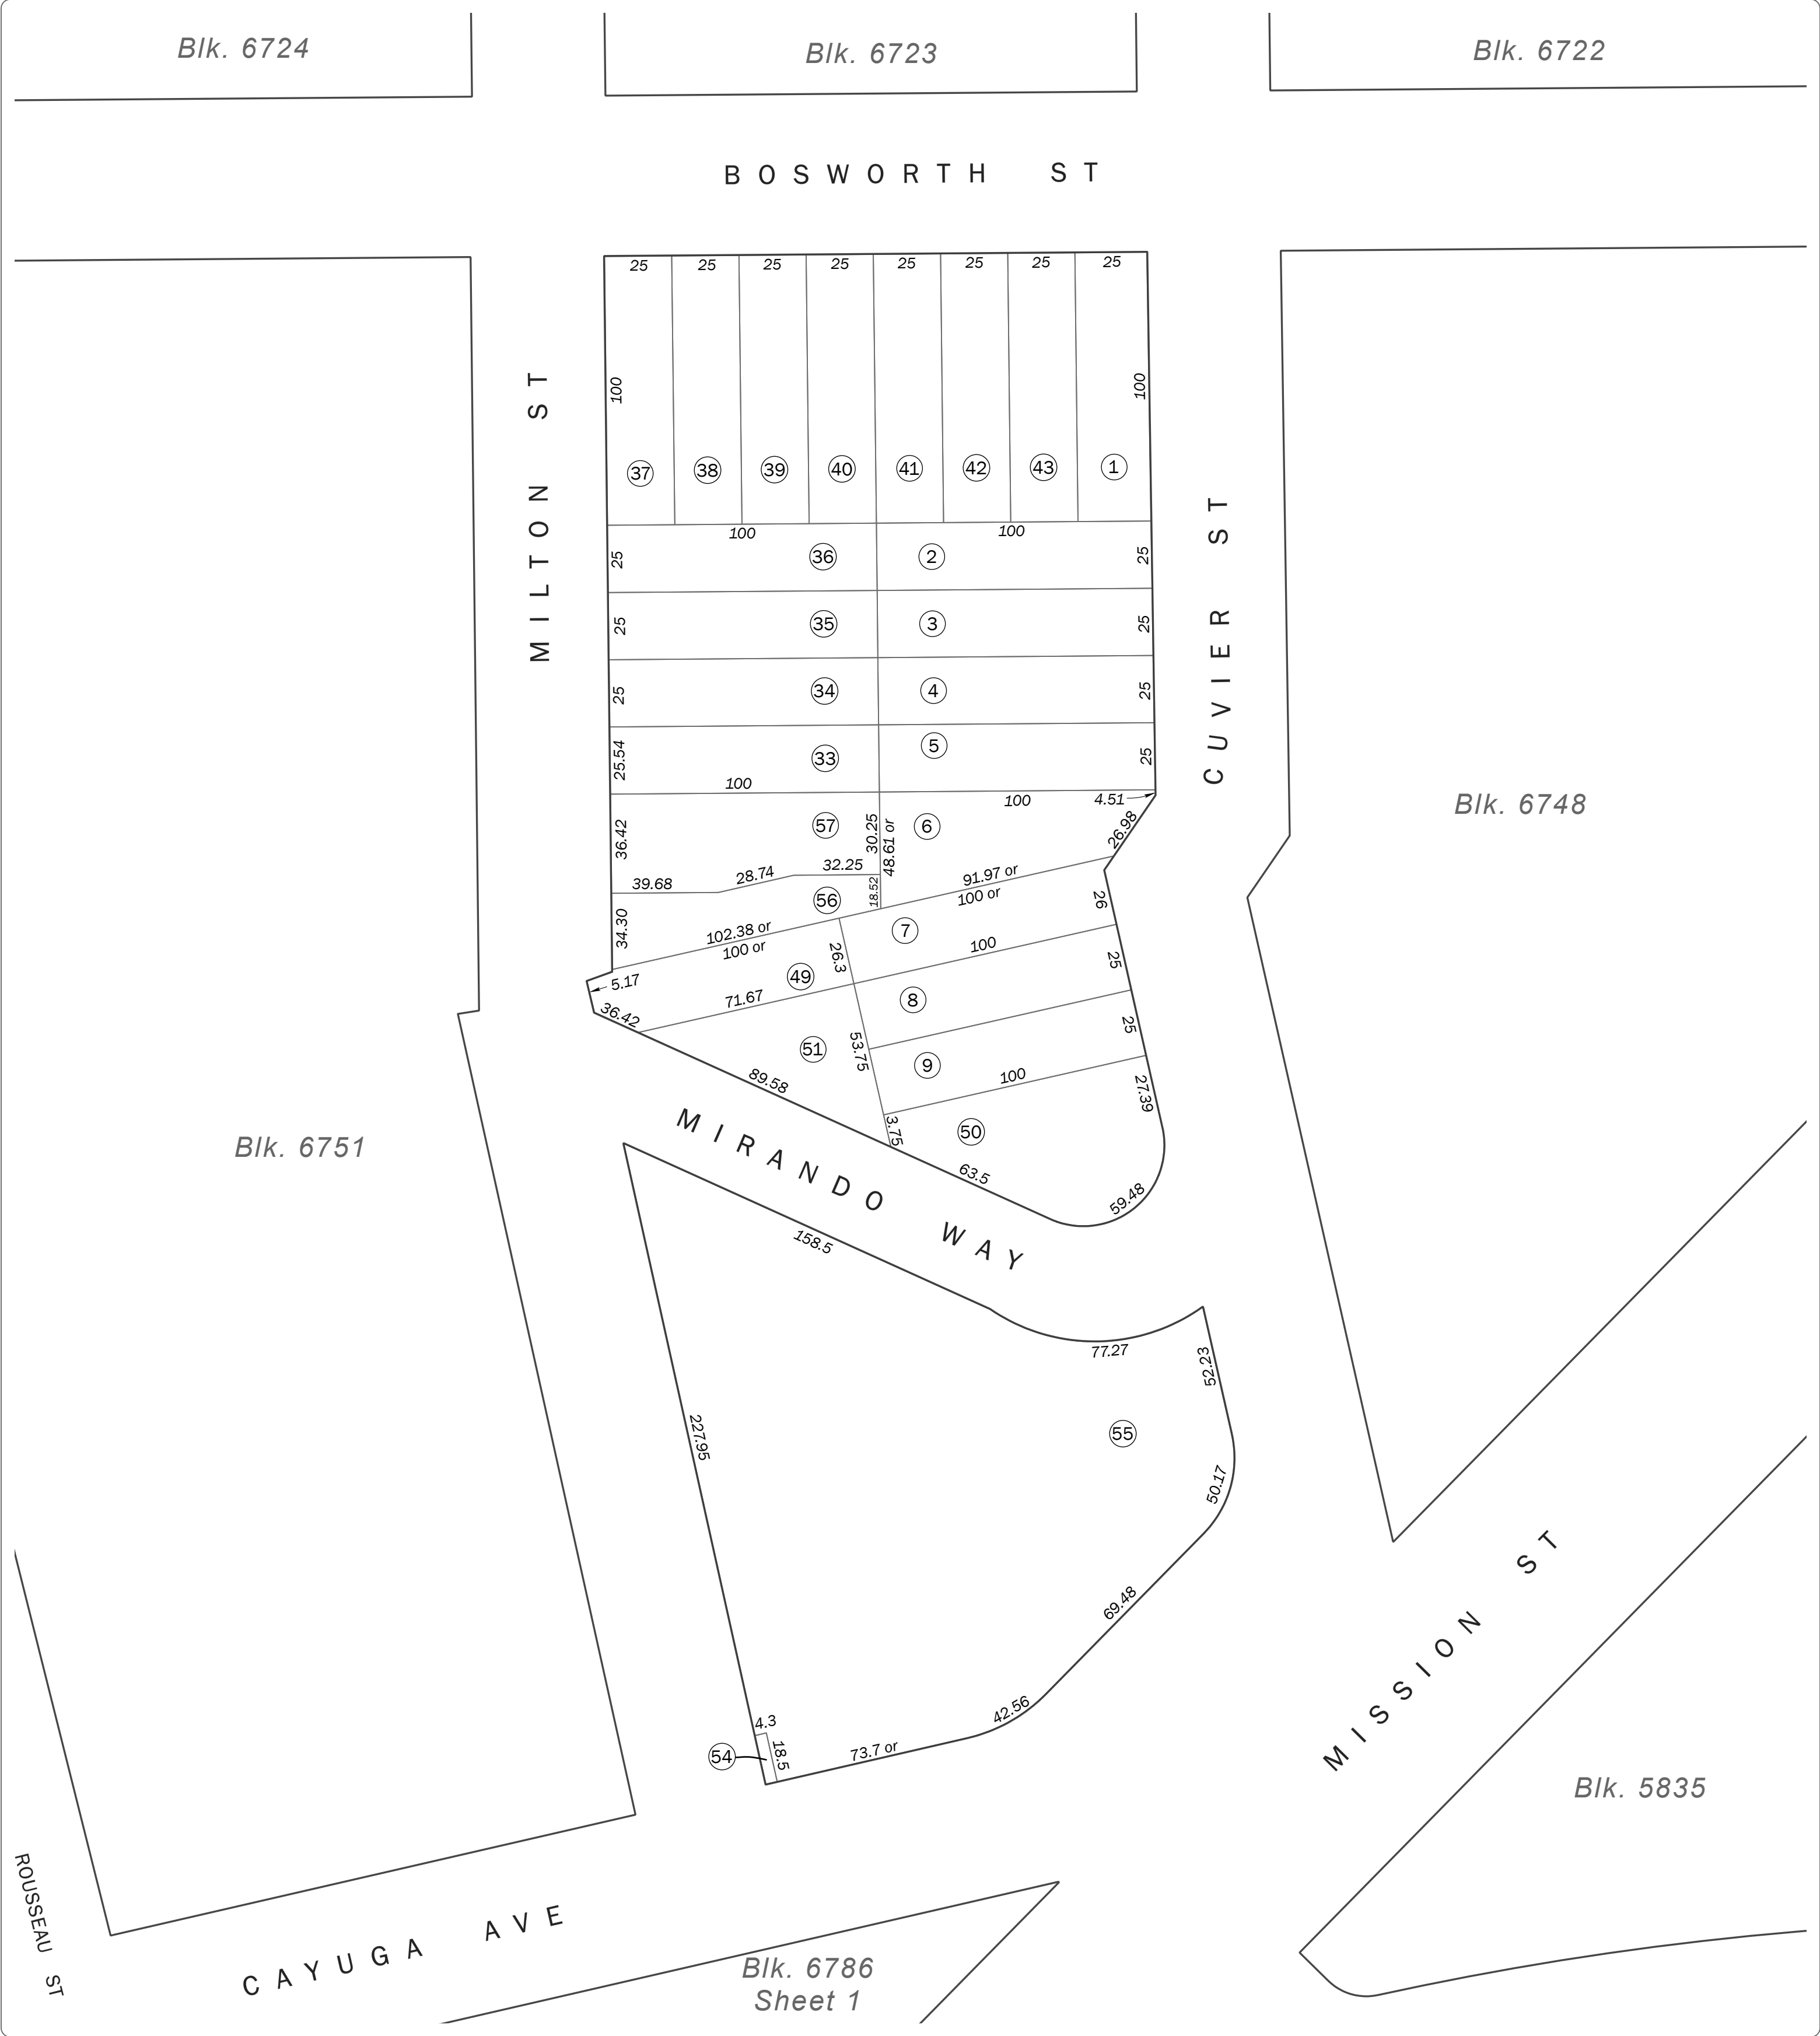 Blk. 6724
Blk. 6723
Blk. 6722
BOSWORTH ST
25 25 25 25 25 25 25 25
MILTON ST
100
100
37 38 39 40 41 42 43 1
CUVIER ST
100
100
25
36
2
25
25
35
3
25
25
34
4
25
25.54
33
5
25
100
100
4.51
36.42
57
30.25
48.61 or
6
26.98
39.68
28.74
32.25
91.97 or
34.30
56
18.52
100 or
26
102.38 or
100 or
7
26.3
100
5.17
49
25
36.42
71.67
8
53.75
25
51
9
89.58
100
27.39
3.75
50
63.5
59.48
MIRANDO WAY
Blk. 6748
Blk. 6751
158.5
77.27
52.23
227.95
55
50.17
69.48
42.56
4.3
18.5
54
73.7 or
MISSION ST
Blk. 5835
ROUSSEAU ST
CAYUGA AVE
Blk. 6786
Sheet 1